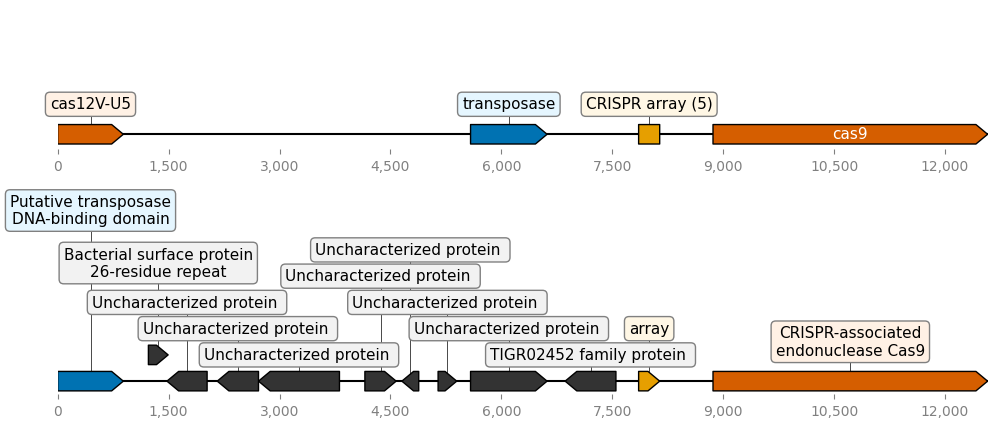 cas12V-U5
transposase
CRISPR array (5)
cas9
0
1,500
3,000
4,500
6,000
7,500
9,000
10,500
12,000
Putative transposase
DNA-binding domain
Bacterial surface protein
26-residue repeat
Uncharacterized protein
Uncharacterized protein
Uncharacterized protein
Uncharacterized protein
Uncharacterized protein
Uncharacterized protein
array
Uncharacterized protein
TIGR02452 family protein
CRISPR-associated
endonuclease Cas9
0
1,500
3,000
4,500
6,000
7,500
9,000
10,500
12,000